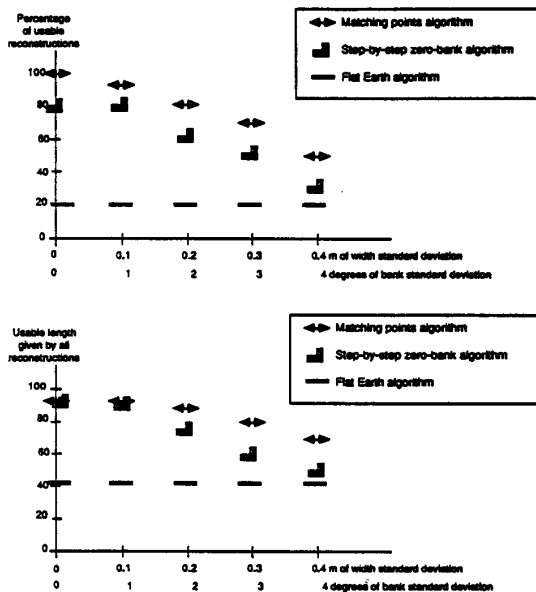 Percentage
of usable
reconstructions
Matching points algorithm
Step-by-step zero-bank algorithm
Flat Earth algorithm
100
80
60
40
20
0
0 0.1 0.2 0.3 0.4 m of width standard deviation
0 1 2 3 4 degrees of bank standard deviation
Usable length
given by all
reconstructions
Matching points algorithm
Step-by-step zero-bank algorithm
Flat Earth algorithm
100
80
60
40
20
0
0 0.1 0.2 0.3 0.4 m of width standard deviation
0 1 2 3 4 degrees of bank standard deviation